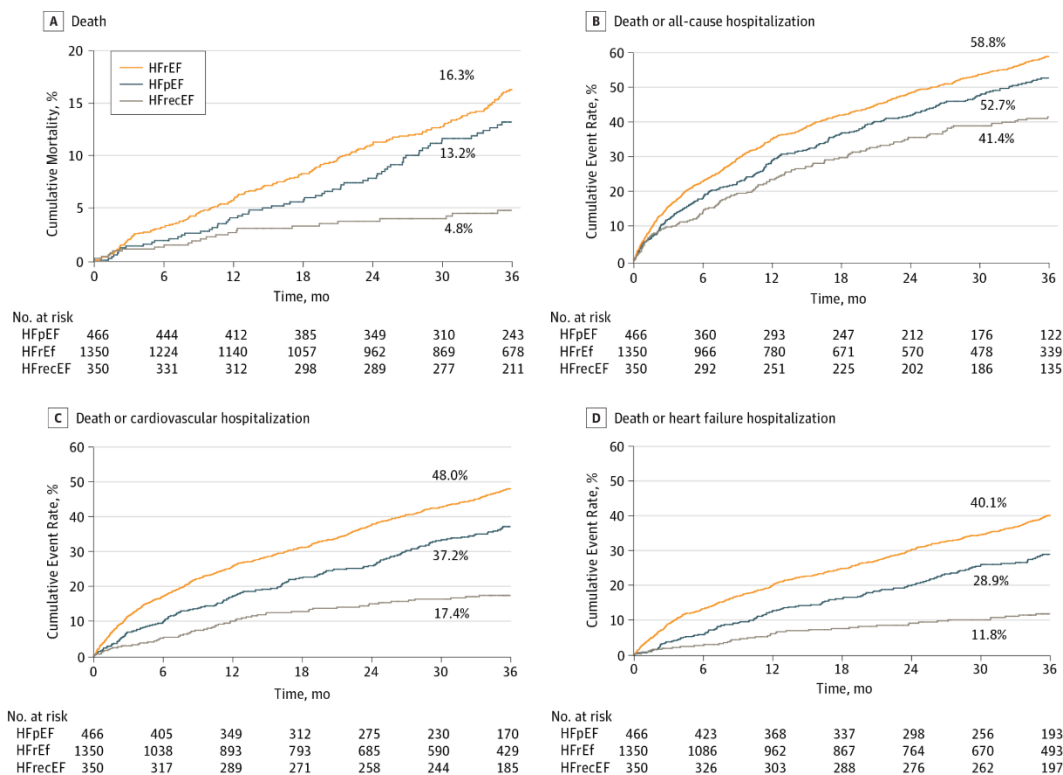 A Death
20
15
10
5
0
Cumulative Mortality, %
HFrEF
HFpEF
HFrecEF
16.3%
13.2%
4.8%
0 6 12 18 24 30 36
Time, mo
No. at risk
HFpEF 466 444 412 385 349 310 243
HFrEf 1350 1224 1140 1057 962 869 678
HFrecEF 350 331 312 298 289 277 211
B Death or all-cause hospitalization
60
50
40
30
20
10
0
Cumulative Event Rate, %
58.8%
52.7%
41.4%
0 6 12 18 24 30 36
Time, mo
No. at risk
HFpEF 466 360 293 247 212 176 122
HFrEf 1350 966 780 671 570 478 339
HFrecEF 350 292 251 225 202 186 135
C Death or cardiovascular hospitalization
60
50
40
30
20
10
0
Cumulative Event Rate, %
48.0%
37.2%
17.4%
0 6 12 18 24 30 36
Time, mo
No. at risk
HFpEF 466 405 349 312 275 230 170
HFrEf 1350 1038 893 793 685 590 429
HFrecEF 350 317 289 271 258 244 185
D Death or heart failure hospitalization
60
50
40
30
20
10
0
Cumulative Event Rate, %
40.1%
28.9%
11.8%
0 6 12 18 24 30 36
Time, mo
No. at risk
HFpEF 466 423 368 337 298 256 193
HFrEf 1350 1086 962 867 764 670 493
HFrecEF 350 326 303 288 276 262 197